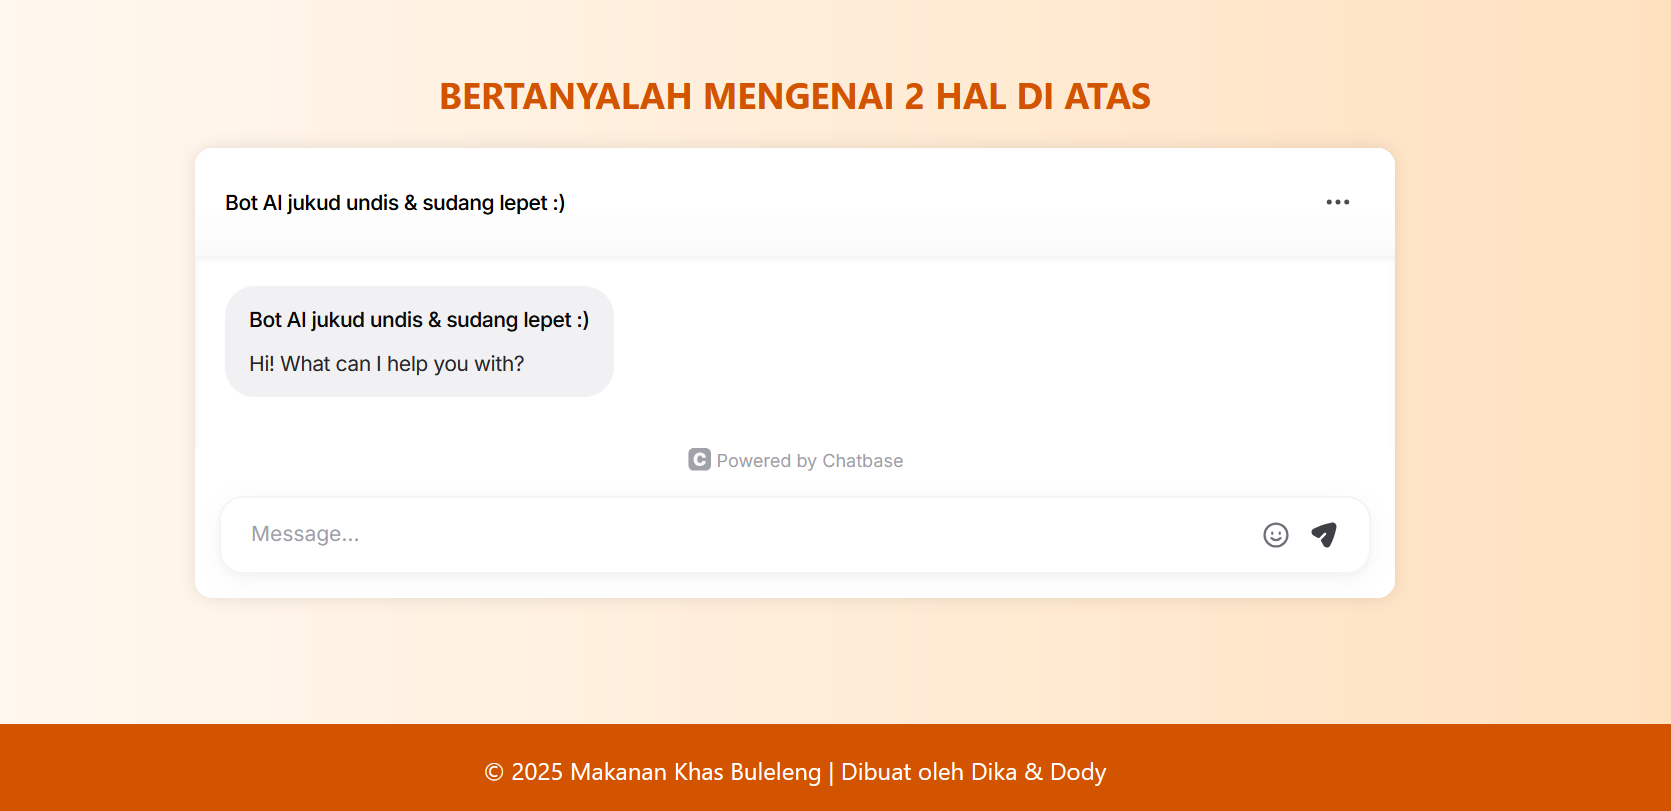 BERTANYALAH MENGENAI 2 HAL DI ATAS
Bot AI jukud undis & sudang lepet :)
Bot AI jukud undis & sudang lepet :)
Hi! What can I help you with?
C Powered by Chatbase
Message...
© 2025 Makanan Khas Buleleng | Dibuat oleh Dika & Dody